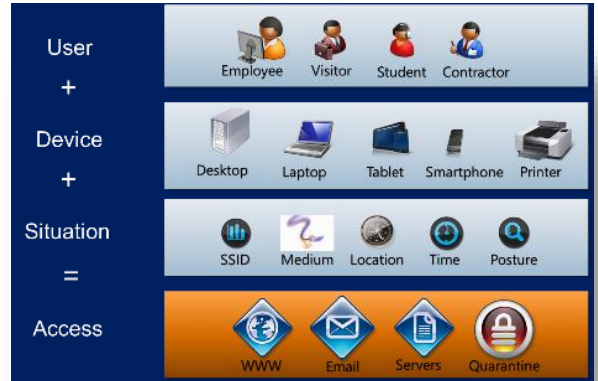 User
Employee Visitor Student Contractor
+
Device
Desktop Laptop Tablet Smartphone Printer
+
Situation
SSID Medium Location Time Posture
=
Access
WWW Email Servers Quarantine